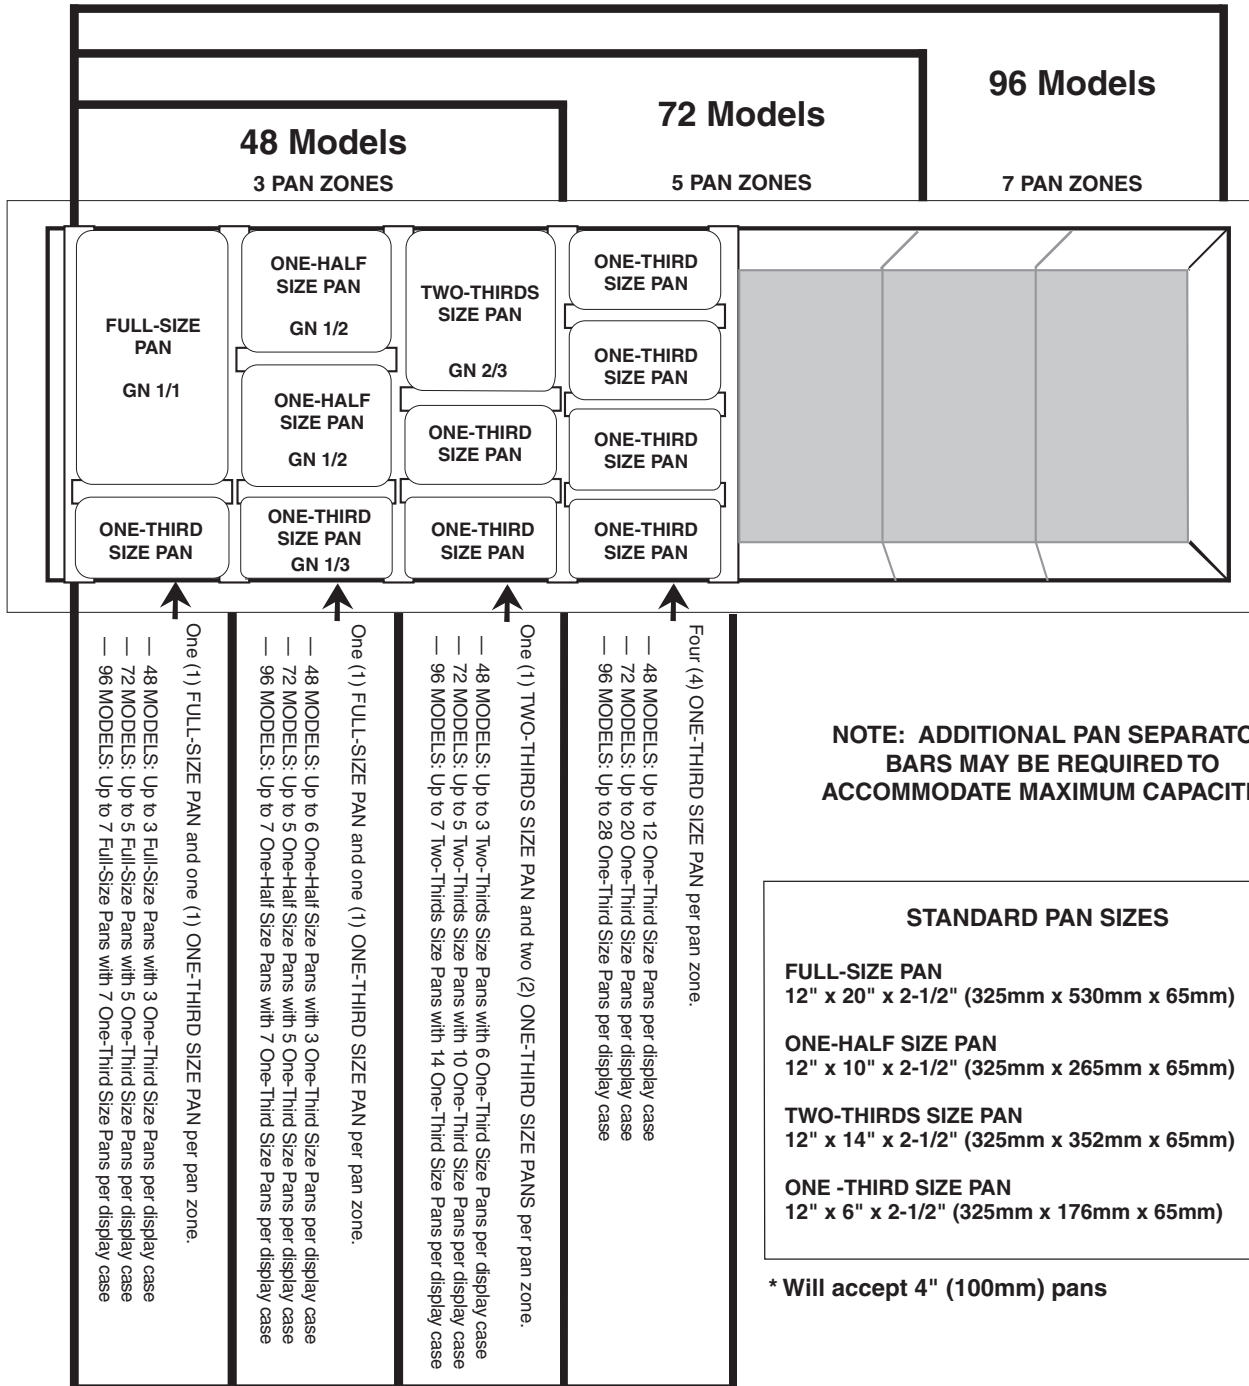 96 Models
72 Models
48 Models
3 PAN ZONES
5 PAN ZONES
7 PAN ZONES
FULL-SIZE
PAN
GN 1/1
ONE-THIRD
SIZE PAN
ONE-HALF
SIZE PAN
GN 1/2
ONE-HALF
SIZE PAN
GN 1/2
ONE-THIRD
SIZE PAN
GN 1/3
TWO-THIRDS
SIZE PAN
GN 2/3
ONE-THIRD
SIZE PAN
ONE-THIRD
SIZE PAN
ONE-THIRD
SIZE PAN
ONE-THIRD
SIZE PAN
ONE-THIRD
SIZE PAN
ONE-THIRD
SIZE PAN
One (1) FULL-SIZE PAN and one (1) ONE-THIRD SIZE PAN per pan zone.
— 48 MODELS: Up to 3 Full-Size Pans with 3 One-Third Size Pans per display case
— 72 MODELS: Up to 5 Full-Size Pans with 5 One-Third Size Pans per display case
— 96 MODELS: Up to 7 Full-Size Pans with 7 One-Third Size Pans per display case
One (1) FULL-SIZE PAN and one (1) ONE-THIRD SIZE PAN per pan zone.
— 48 MODELS: Up to 6 One-Half Size Pans with 3 One-Third Size Pans per display case
— 72 MODELS: Up to 5 One-Half Size Pans with 5 One-Third Size Pans per display case
— 96 MODELS: Up to 7 One-Half Size Pans with 7 One-Third Size Pans per display case
One (1) TWO-THIRDS SIZE PAN and two (2) ONE-THIRD SIZE PANS per pan zone.
— 48 MODELS: Up to 3 Two-Thirds Size Pans with 6 One-Third Size Pans per display case
— 72 MODELS: Up to 5 Two-Thirds Size Pans with 10 One-Third Size Pans per display case
— 96 MODELS: Up to 7 Two-Thirds Size Pans with 14 One-Third Size Pans per display case
Four (4) ONE-THIRD SIZE PAN per pan zone.
— 48 MODELS: Up to 12 One-Third Size Pans per display case
— 72 MODELS: Up to 20 One-Third Size Pans per display case
— 96 MODELS: Up to 28 One-Third Size Pans per display case
NOTE: ADDITIONAL PAN SEPARATO
BARS MAY BE REQUIRED TO
ACCOMMODATE MAXIMUM CAPACITI
STANDARD PAN SIZES
FULL-SIZE PAN
12" x 20" x 2-1/2" (325mm x 530mm x 65mm)
ONE-HALF SIZE PAN
12" x 10" x 2-1/2" (325mm x 265mm x 65mm)
TWO-THIRDS SIZE PAN
12" x 14" x 2-1/2" (325mm x 352mm x 65mm)
ONE -THIRD SIZE PAN
12" x 6" x 2-1/2" (325mm x 176mm x 65mm)
* Will accept 4" (100mm) pans